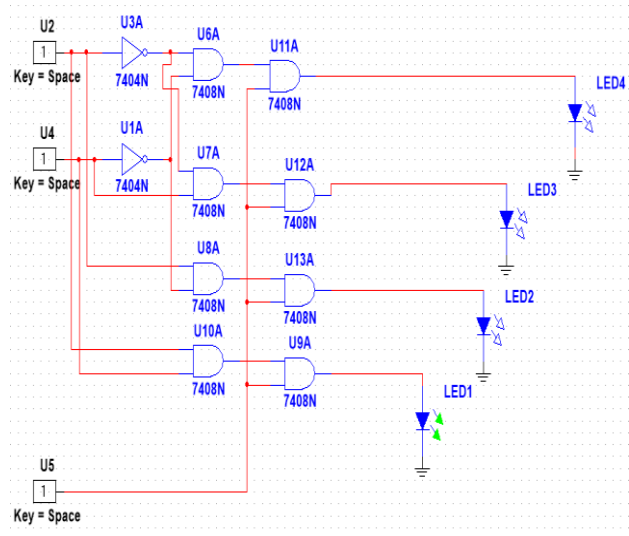 U2
1
Key = Space
U3A
7404N
U6A
7408N
U11A
7408N
LED4
U4
1
Key = Space
U1A
7404N
U7A
7408N
U12A
7408N
LED3
U8A
7408N
U13A
7408N
LED2
U10A
7408N
U9A
7408N
LED1
U5
1
Key = Space